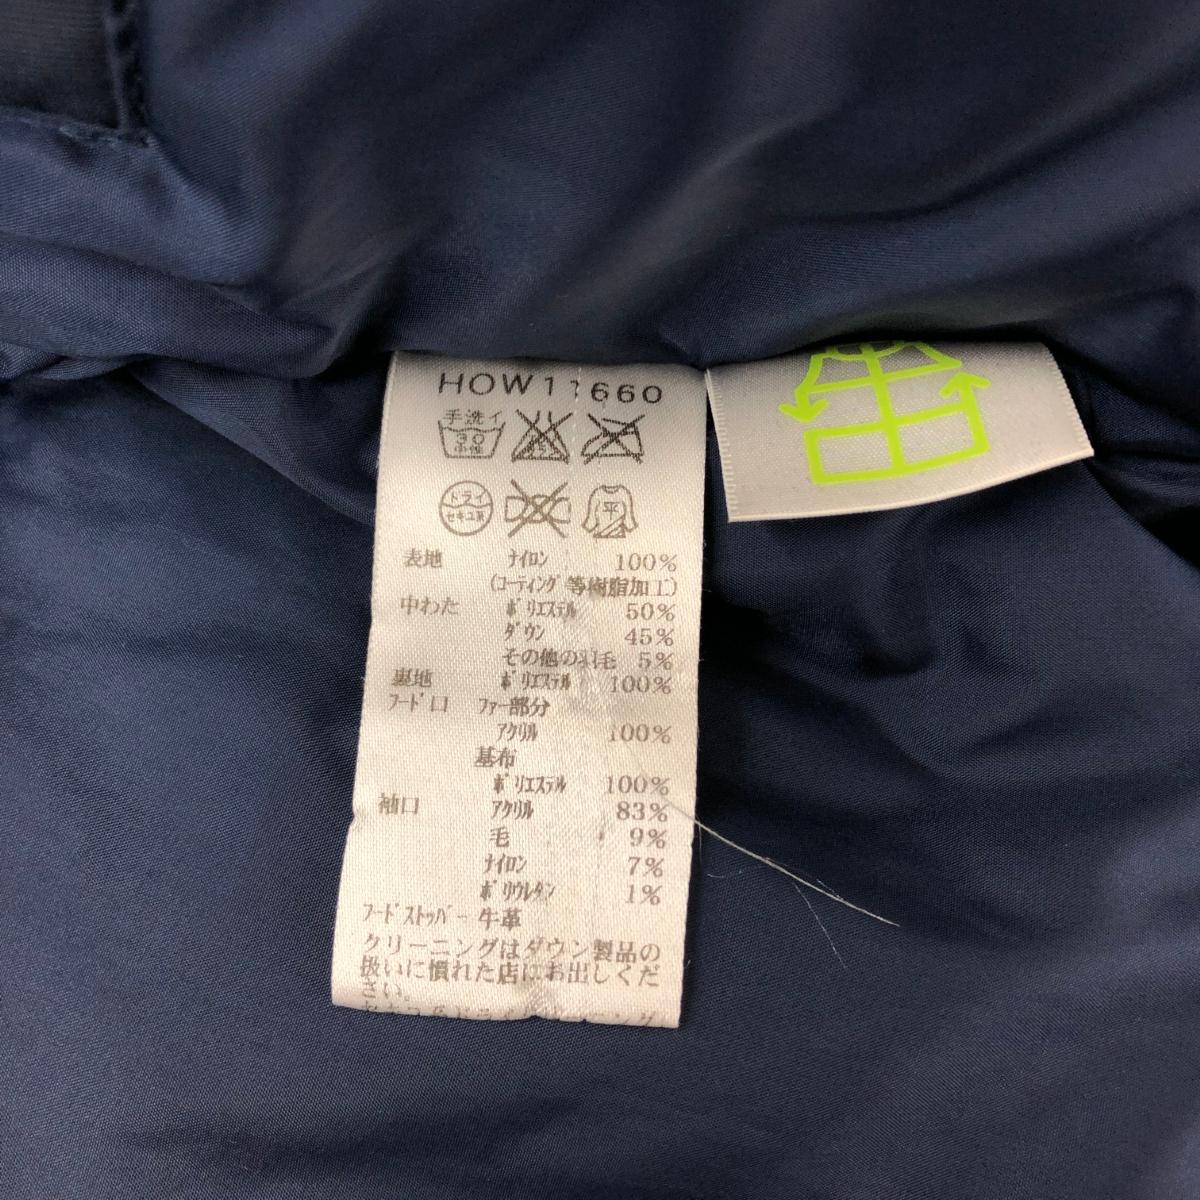 HOW11660
手洗イ
30
中性
ドライ
セキユ系
平
表地 ナイロン 100%
(コーティング等樹脂加工)
中わた ポリエステル 50%
ダウン 45%
その他の羽毛 5%
裏地 ポリエステル 100%
フード口 ファー部分
アクリル 100%
基布
ポリエステル 100%
袖口 アクリル 83%
毛 9%
ナイロン 7%
ポリウレタン 1%
フードストッパー 牛革
クリーニングはダウン製品の
扱いに慣れた店にお出しくだ
さい。